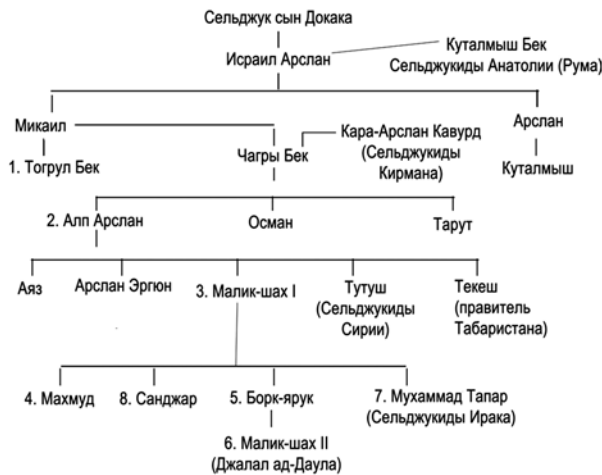 Сельджук сын Докака
Исраил Арслан
Куталмыш Бек
Сельджукиды Анатолии (Рума)
Микаил
Чагры Бек
Кара-Арслан Кавурд
(Сельджукиды
Кирмана)
Арслан
1. Тогрул Бек
Куталмыш
2. Алп Арслан
Осман
Тарут
Аяз
Арслан Эргюн
3. Малик-шах I
Тутуш
(Сельджукиды
Сирии)
Текеш
(правитель
Табаристана)
4. Махмуд
8. Санджар
5. Борк-ярук
7. Мухаммад Тапар
(Сельджукиды Ирака)
6. Малик-шах II
(Джалал ад-Даула)